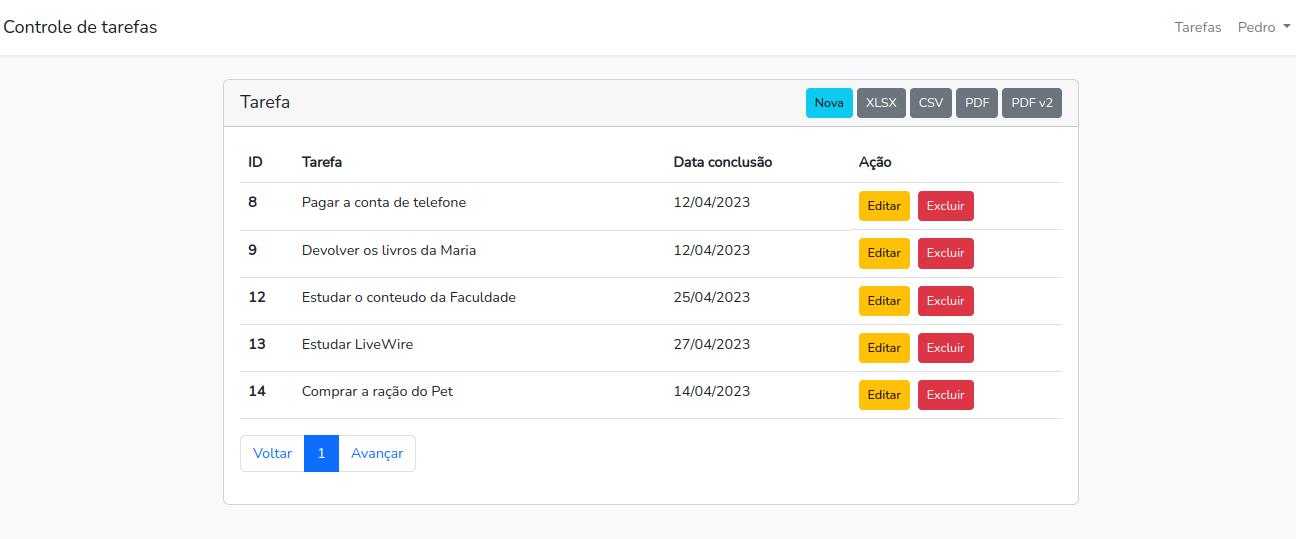 Controle de tarefas Tarefas Pedro
Tarefa Nova XLSX CSV PDF PDF v2
ID Tarefa Data conclusão Ação
8 Pagar a conta de telefone 12/04/2023 Editar Excluir
9 Devolver os livros da Maria 12/04/2023 Editar Excluir
12 Estudar o conteudo da Faculdade 25/04/2023 Editar Excluir
13 Estudar LiveWire 27/04/2023 Editar Excluir
14 Comprar a ração do Pet 14/04/2023 Editar Excluir
Voltar 1 Avançar